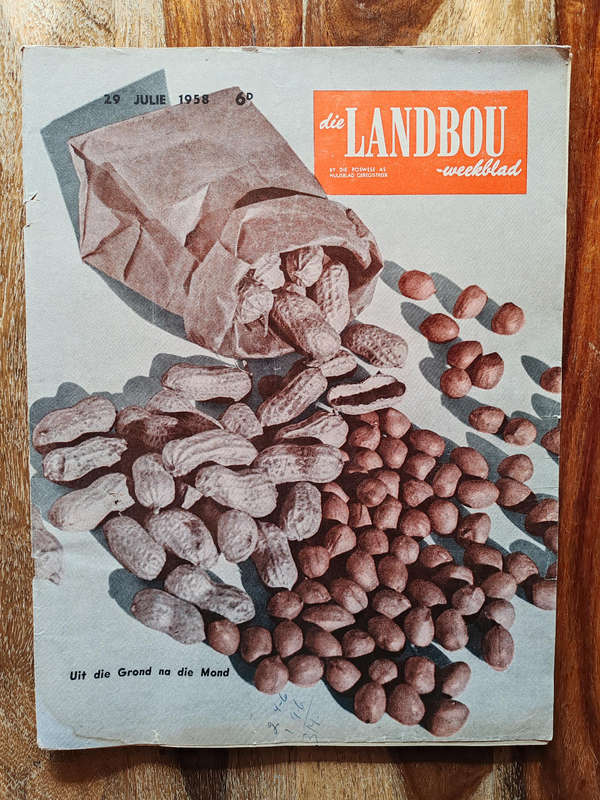 29 JULIE 1958 6D
die LANDBOU
-weekblad
BY DIE POSWESE AS
NUUSBLAD GEREGISTREER
Uit die Grond na die Mond